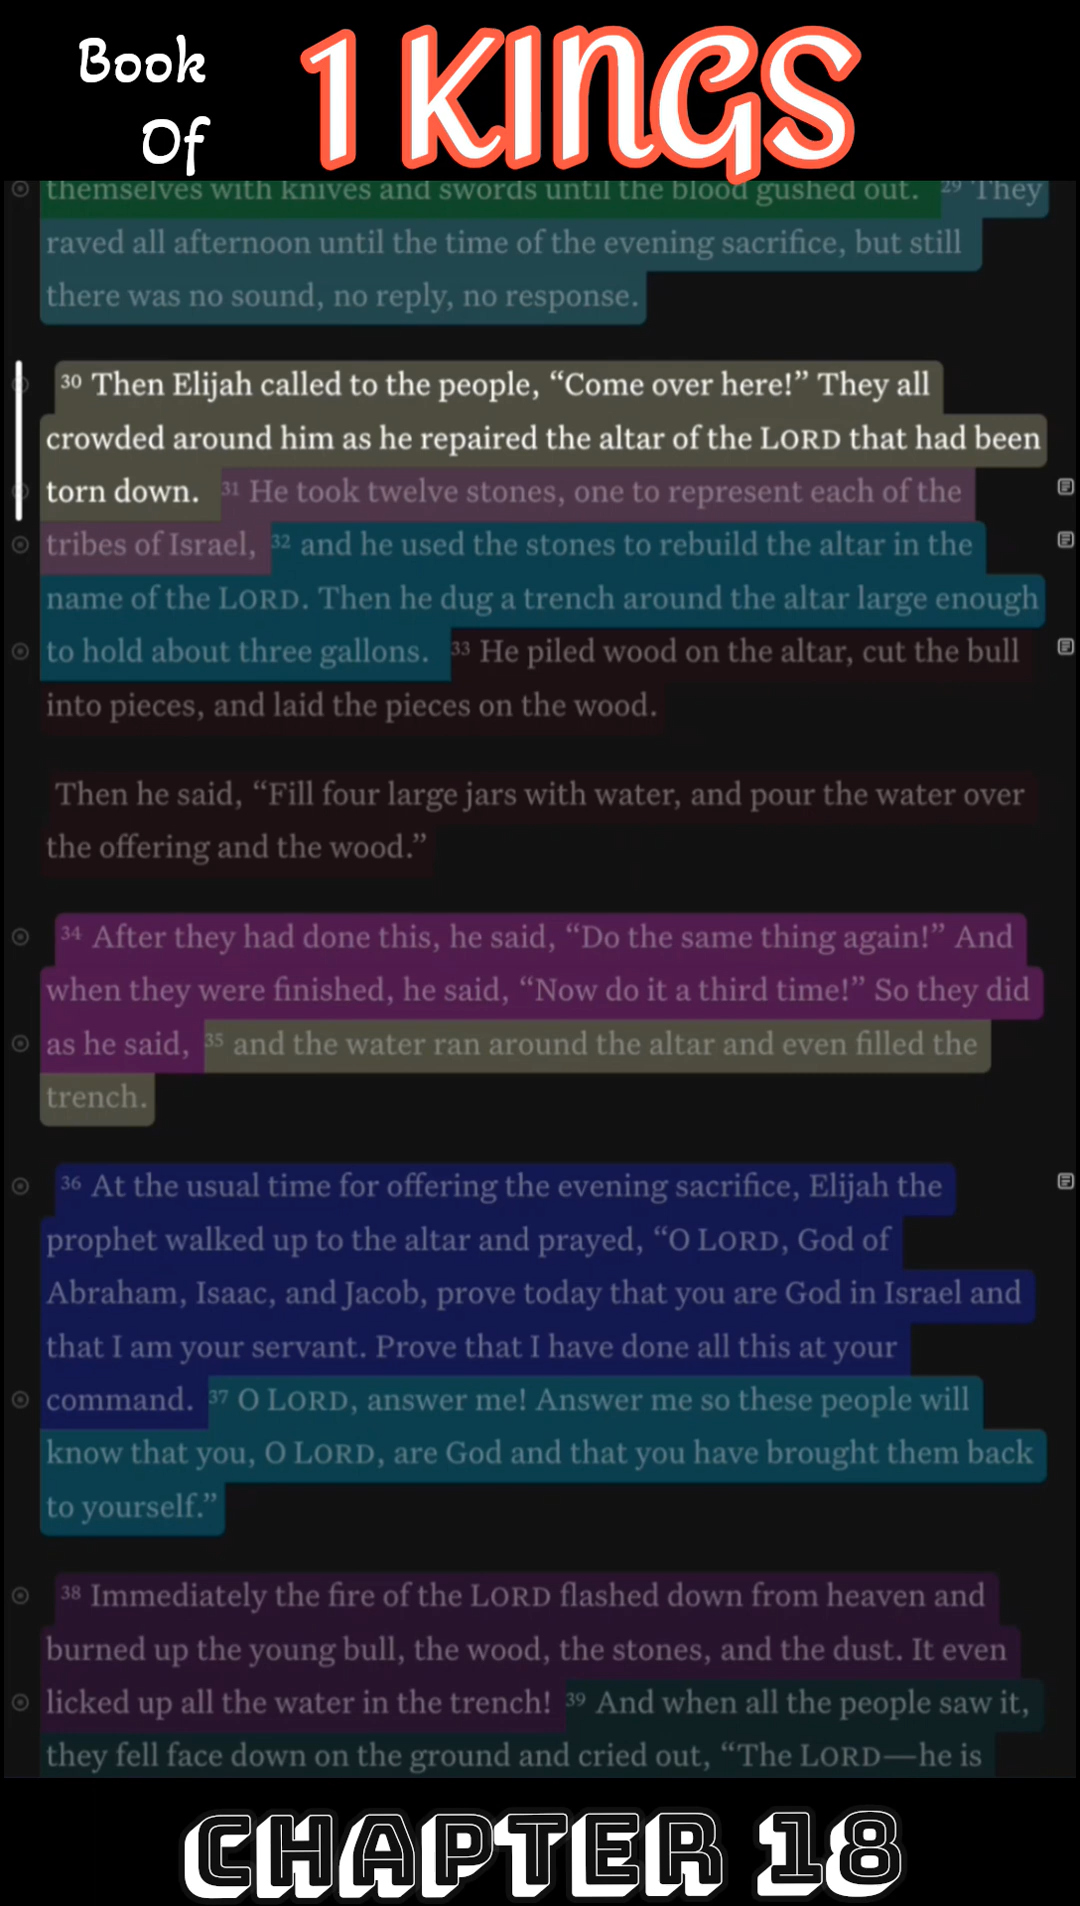 Book
Of
1 KINGS
themselves with knives and swords until the blood gushed out. 29 They
raved all afternoon until the time of the evening sacrifice, but still
there was no sound, no reply, no response.
30 Then Elijah called to the people, “Come over here!” They all
crowded around him as he repaired the altar of the LORD that had been
torn down. 31 He took twelve stones, one to represent each of the
tribes of Israel, 32 and he used the stones to rebuild the altar in the
name of the LORD. Then he dug a trench around the altar large enough
to hold about three gallons. 33 He piled wood on the altar, cut the bull
into pieces, and laid the pieces on the wood.
Then he said, “Fill four large jars with water, and pour the water over
the offering and the wood.”
34 After they had done this, he said, “Do the same thing again!” And
when they were finished, he said, “Now do it a third time!” So they did
as he said, 35 and the water ran around the altar and even filled the
trench.
36 At the usual time for offering the evening sacrifice, Elijah the
prophet walked up to the altar and prayed, “O LORD, God of
Abraham, Isaac, and Jacob, prove today that you are God in Israel and
that I am your servant. Prove that I have done all this at your
command. 37 O LORD, answer me! Answer me so these people will
know that you, O LORD, are God and that you have brought them back
to yourself.”
38 Immediately the fire of the LORD flashed down from heaven and
burned up the young bull, the wood, the stones, and the dust. It even
licked up all the water in the trench! 39 And when all the people saw it,
they fell face down on the ground and cried out, “The LORD—he is
CHAPTER 18